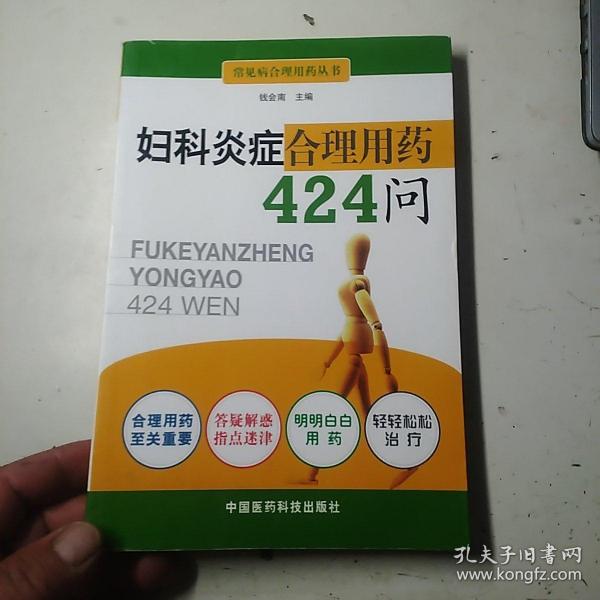 常见病合理用药丛书
钱会南 主编
妇科炎症合理用药
424问
FUKEYANZHENG
YONGYAO
424 WEN
合理用药
至关重要
答疑解惑
指点迷津
明明白白
用药
轻轻松松
治疗
中国医药科技出版社
孔夫子旧书网
www.kongfz.com